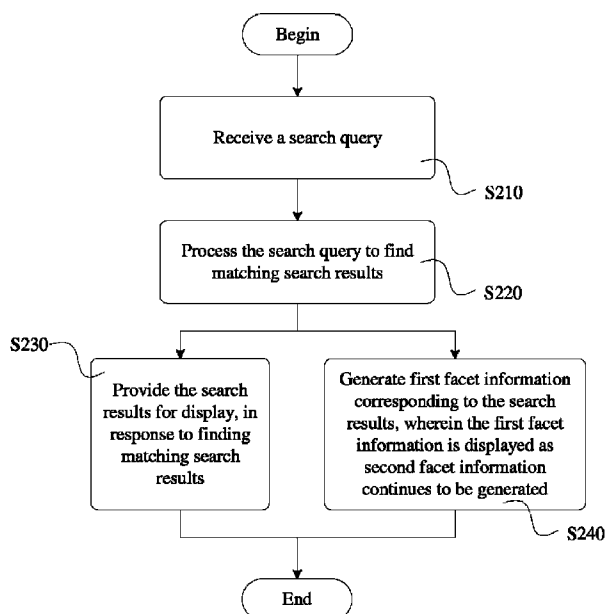 Begin
Receive a search query
S210
Process the search query to find
matching search results
S220
S230
Provide the search
results for display, in
response to finding
matching search
results
Generate first facet information
corresponding to the search
results, wherein the first facet
information is displayed as
second facet information
continues to be generated
S240
End